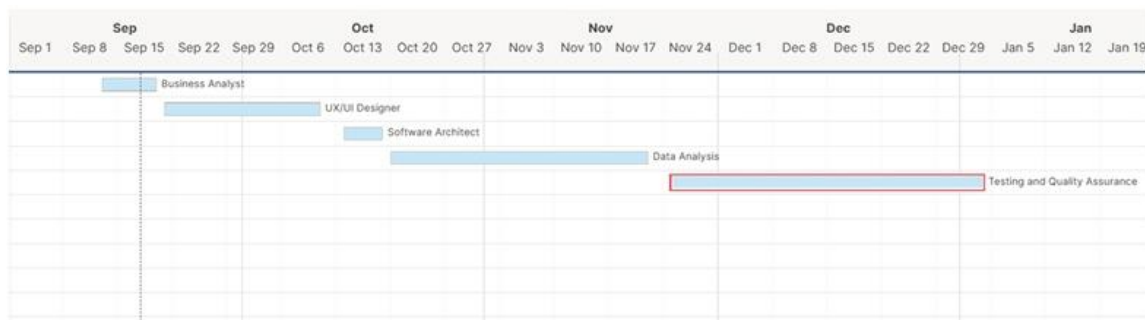 Sep Oct Nov Dec Jan
Sep 1 Sep 8 Sep 15 Sep 22 Sep 29 Oct 6 Oct 13 Oct 20 Oct 27 Nov 3 Nov 10 Nov 17 Nov 24 Dec 1 Dec 8 Dec 15 Dec 22 Dec 29 Jan 5 Jan 12 Jan 19
Business Analyst
UX/UI Designer
Software Architect
Data Analysis
Testing and Quality Assurance